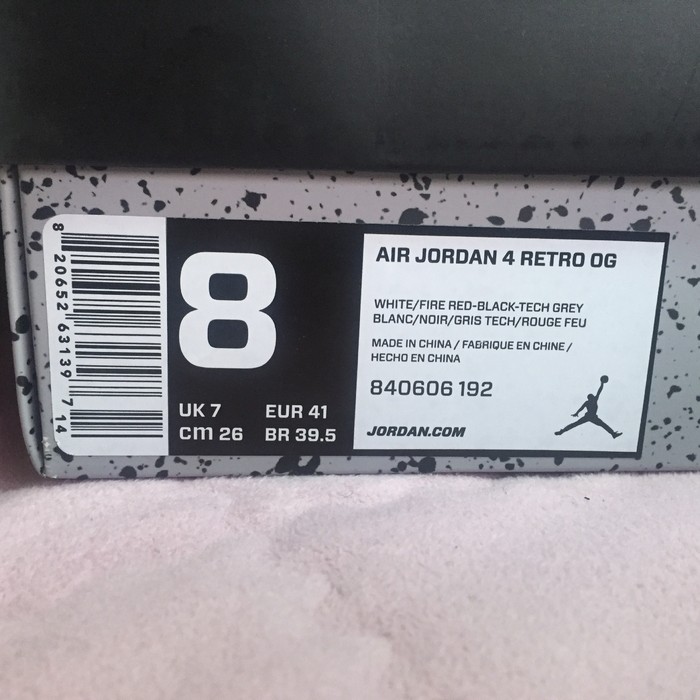 8 20652 63139 7 14
8
UK 7 EUR 41
cm 26 BR 39.5
AIR JORDAN 4 RETRO OG
WHITE/FIRE RED-BLACK-TECH GREY
BLANC/NOIR/GRIS TECH/ROUGE FEU
MADE IN CHINA / FABRIQUE EN CHINE /
HECHO EN CHINA
840606 192
JORDAN.COM